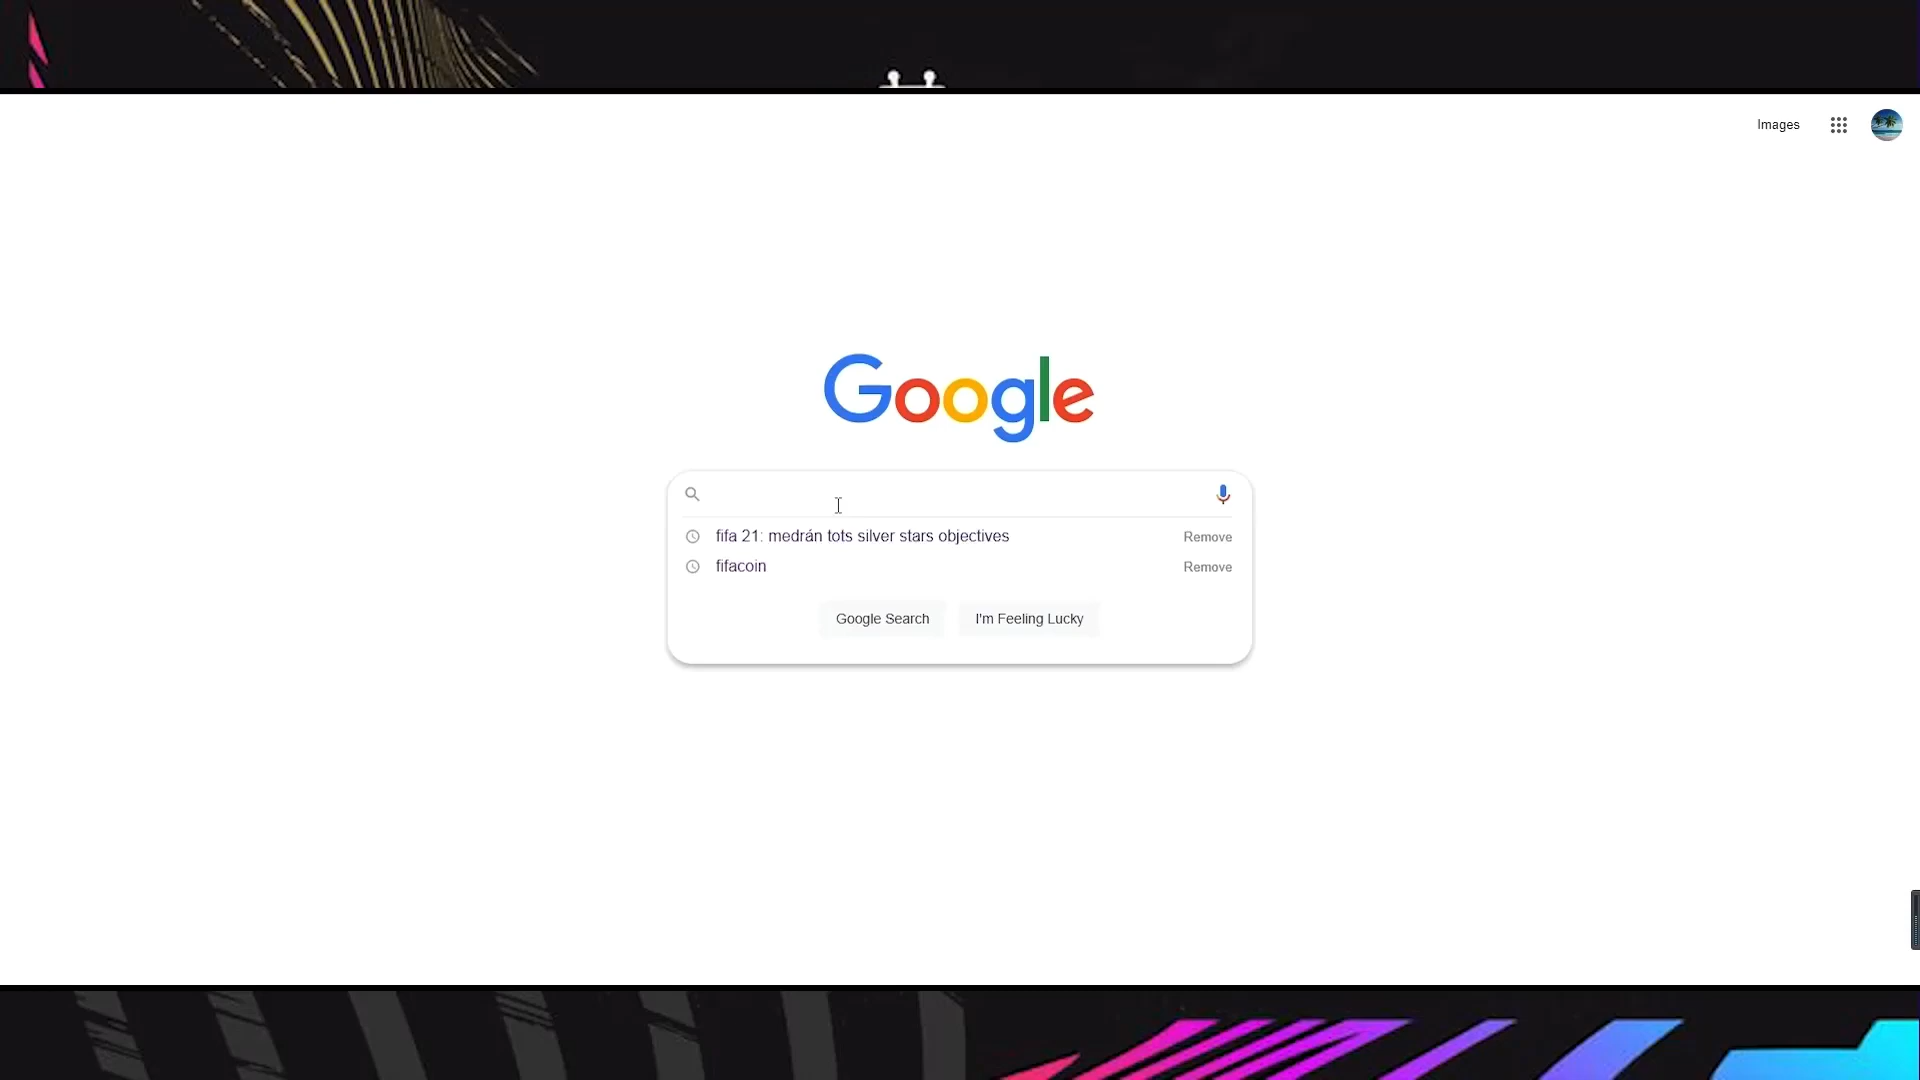 Images
Google
fifa 21: medrán tots silver stars objectives Remove
fifacoin Remove
Google Search I'm Feeling Lucky